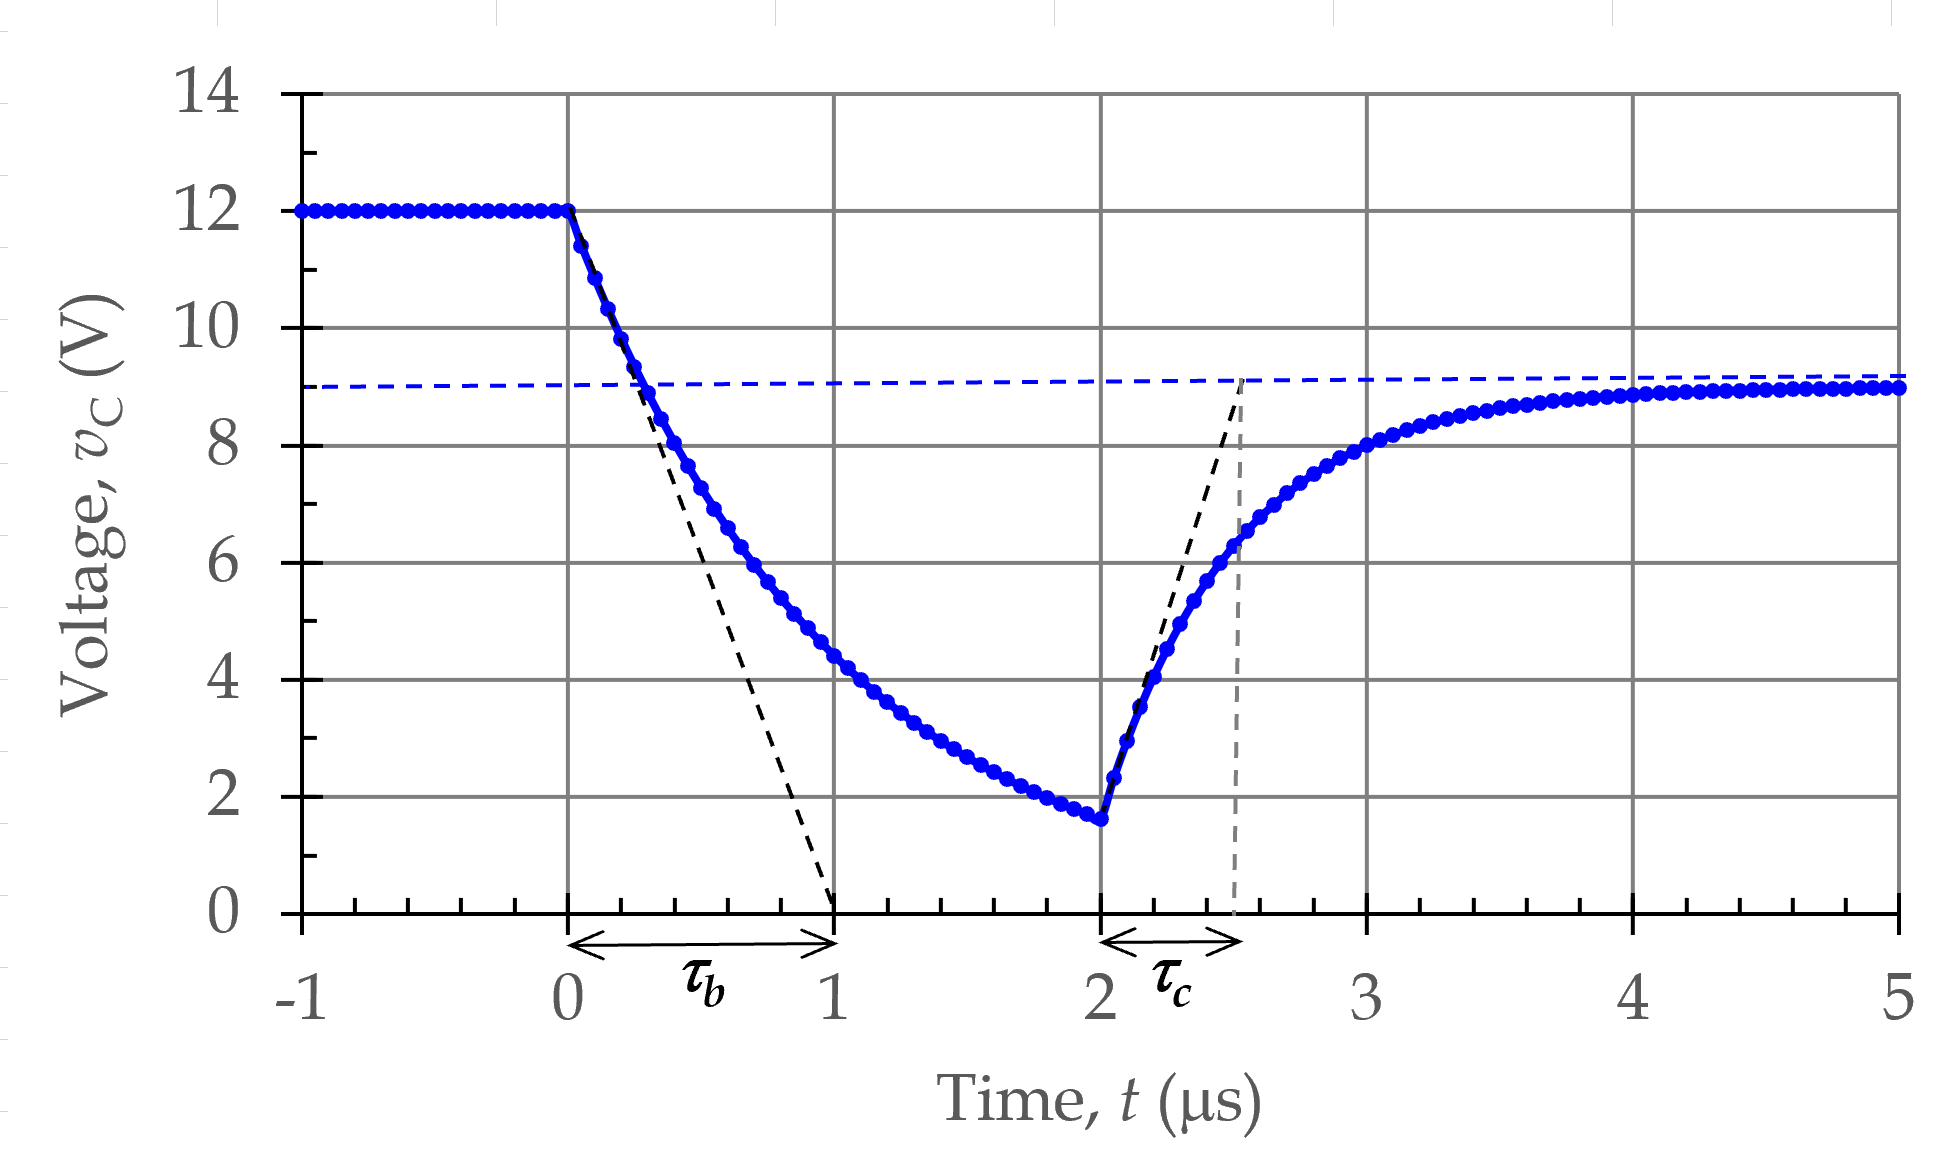 14
12
10
8
6
4
2
0
Voltage, vC (V)
τb
τc
-1 0 1 2 3 4 5
Time, t (μs)